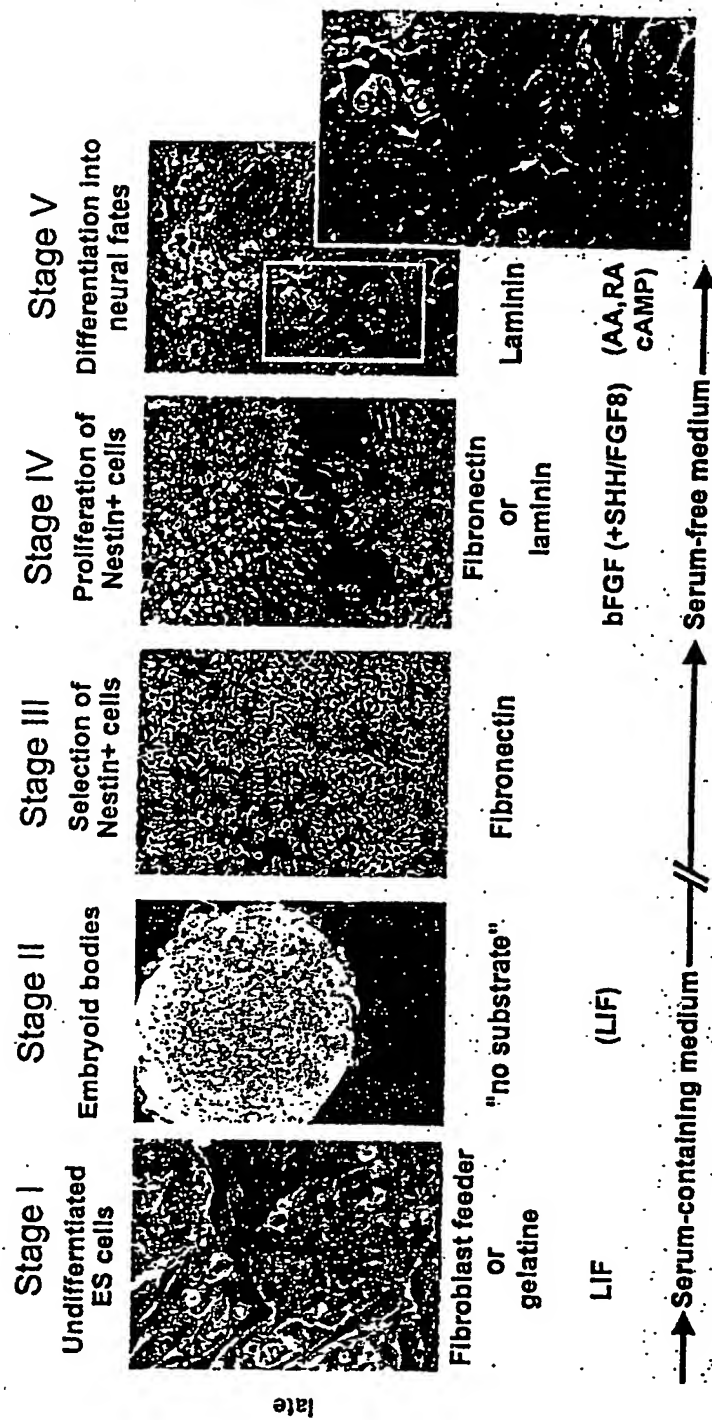 Stage I
Undifferntiated
ES cells
Fibroblast feeder
or
gelatine
LIF
Stage II
Embryoid bodies
"no substrate"
(LIF)
Stage III
Selection of
Nestin+ cells
Fibronectin
Stage IV
Proliferation of
Nestin+ cells
Fibronectin
or
laminin
bFGF (+SHH/FGF8)
Stage V
Differentiation into
neural fates
Laminin
(AA,RA
cAMP)
Serum-containing medium
Serum-free medium
late